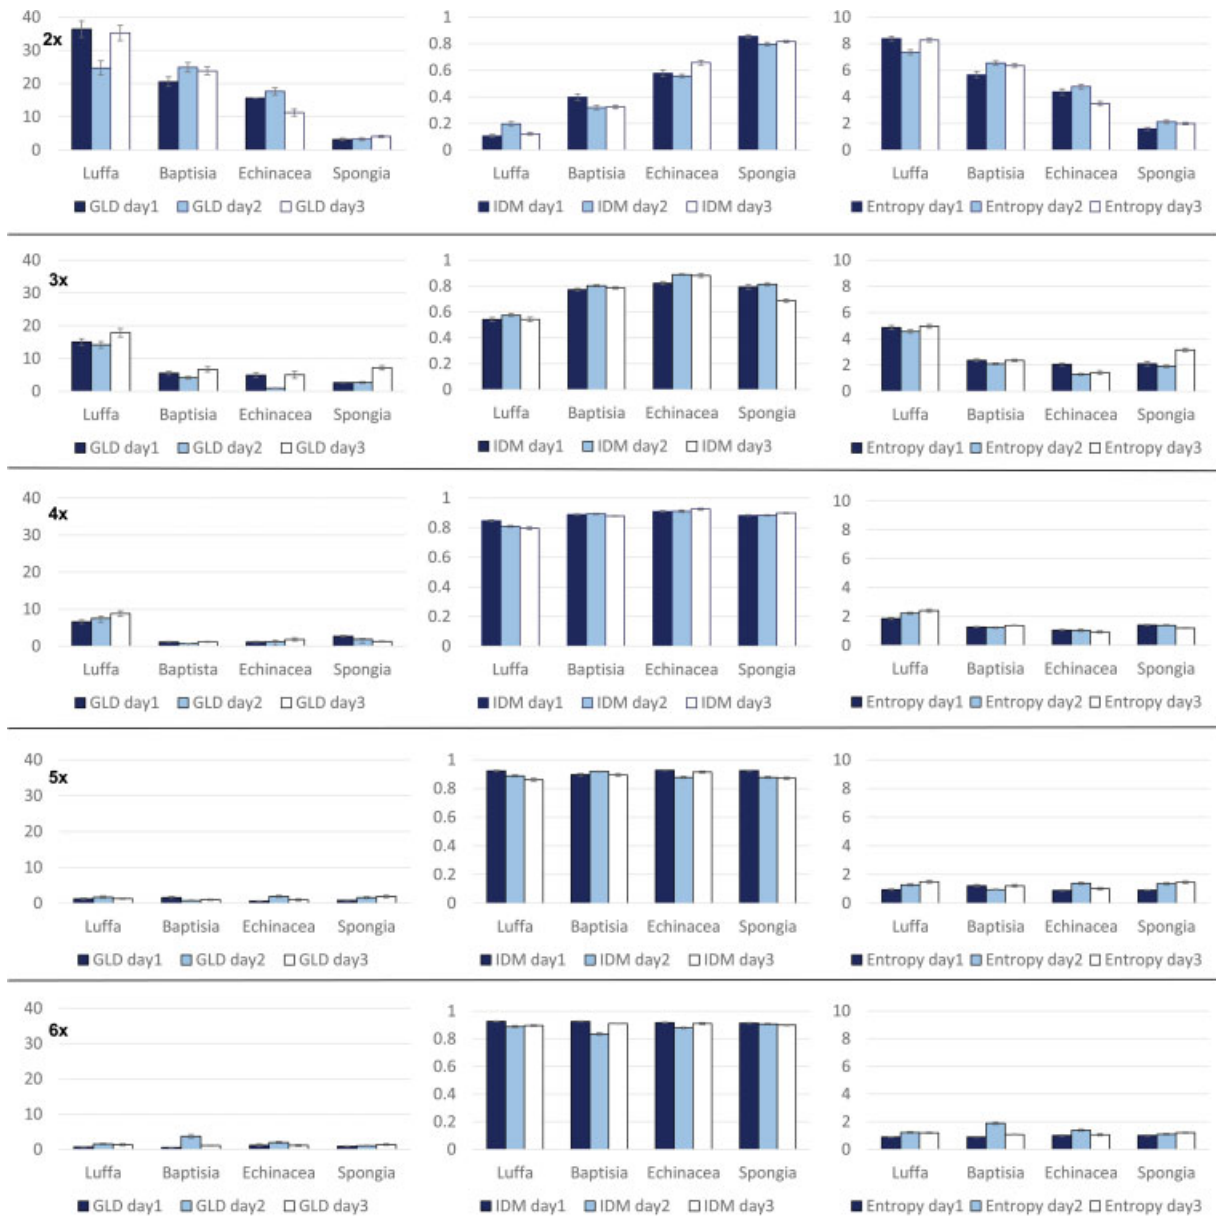 40 1 10
2x
30 0.8 8
20 0.6 6
0.4 4
10 0.2 2
0 0 0
Luffa Baptisia Echinacea Spongia Luffa Baptisia Echinacea Spongia Luffa Baptisia Echinacea Spongia
GLD day1 GLD day2 GLD day3 IDM day1 IDM day2 IDM day3 Entropy day1 Entropy day2 Entropy day3
40 1 10
3x
30 0.8 8
20 0.6 6
0.4 4
10 0.2 2
0 0 0
Luffa Baptisia Echinacea Spongia Luffa Baptisia Echinacea Spongia Luffa Baptisia Echinacea Spongia
GLD day1 GLD day2 GLD day3 IDM day1 IDM day2 IDM day3 Entropy day1 Entropy day2 Entropy day3
40 1 10
4x
30 0.8 8
20 0.6 6
0.4 4
10 0.2 2
0 0 0
Luffa Baptista Echinacea Spongia Luffa Baptisia Echinacea Spongia Luffa Baptisia Echinacea Spongia
GLD day1 GLD day2 GLD day3 IDM day1 IDM day2 IDM day3 Entropy day1 Entropy day2 Entropy day3
40 1 10
5x
30 0.8 8
20 0.6 6
0.4 4
10 0.2 2
0 0 0
Luffa Baptisia Echinacea Spongia Luffa Baptisia Echinacea Spongia Luffa Baptisia Echinacea Spongia
GLD day1 GLD day2 GLD day3 IDM day1 IDM day2 IDM day3 Entropy day1 Entropy day2 Entropy day3
40 1 10
6x
30 0.8 8
20 0.6 6
0.4 4
10 0.2 2
0 0 0
Luffa Baptisia Echinacea Spongia Luffa Baptisia Echinacea Spongia Luffa Baptisia Echinacea Spongia
GLD day1 GLD day2 GLD day3 IDM day1 IDM day2 IDM day3 Entropy day1 Entropy day2 Entropy day3